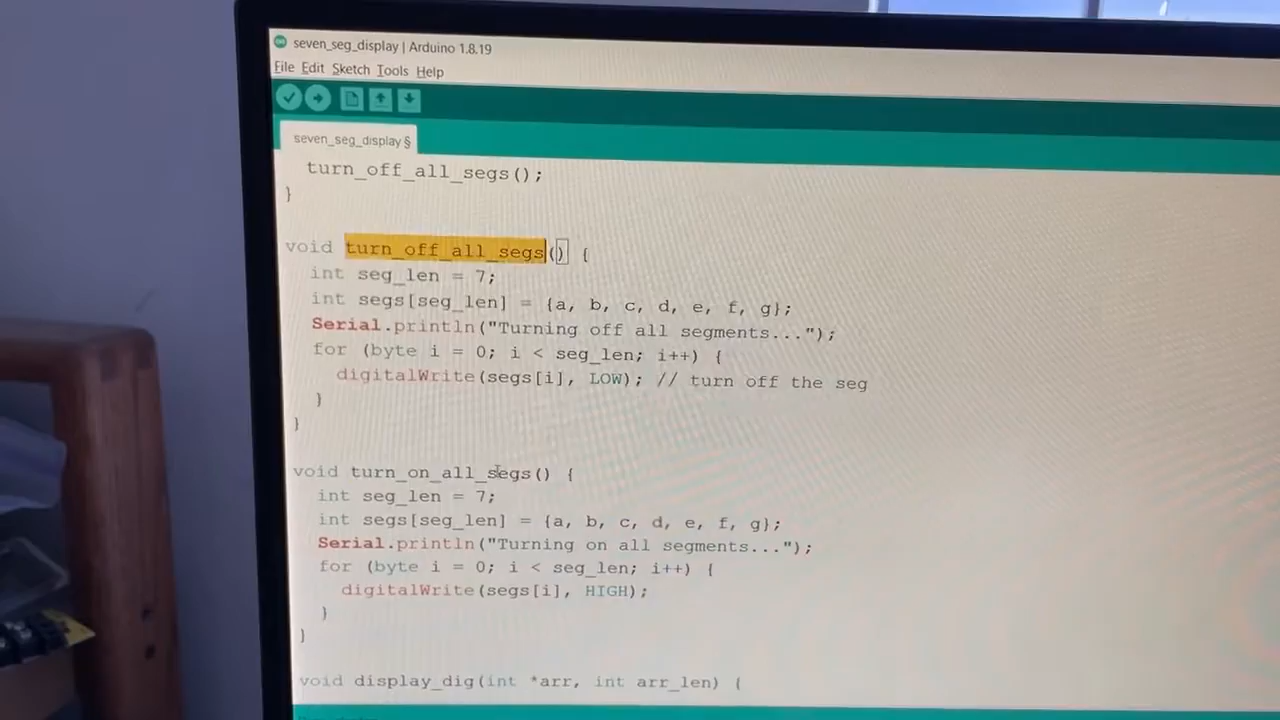 seven_seg_display | Arduino 1.8.19
File Edit Sketch Tools Help
seven_seg_display §
turn_off_all_segs();
}
void turn_off_all_segs() {
int seg_len = 7;
int segs[seg_len] = {a, b, c, d, e, f, g};
Serial.println("Turning off all segments...");
for (byte i = 0; i < seg_len; i++) {
digitalWrite(segs[i], LOW); // turn off the seg
}
}
void turn_on_all_segs() {
int seg_len = 7;
int segs[seg_len] = {a, b, c, d, e, f, g};
Serial.println("Turning on all segments...");
for (byte i = 0; i < seg_len; i++) {
digitalWrite(segs[i], HIGH);
}
}
void display_dig(int *arr, int arr_len) {